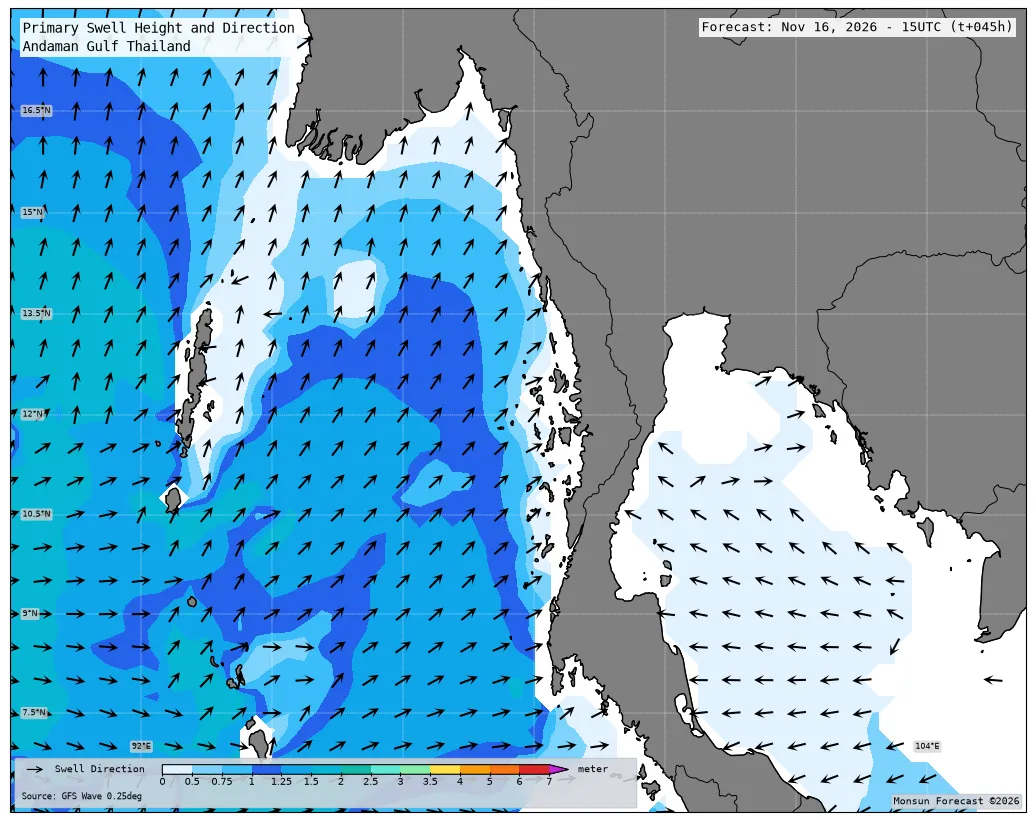 Primary Swell Height and Direction
Andaman Gulf Thailand
Forecast: Nov 16, 2026 - 15UTC (t+045h)
16.5°N
15°N
13.5°N
12°N
10.5°N
9°N
7.5°N
92°E
104°E
Swell Direction
0 0.5 0.75 1 1.25 1.5 2 2.5 3 3.5 4 5 6 7
meter
Source: GFS Wave 0.25deg
Monsun Forecast ©2026